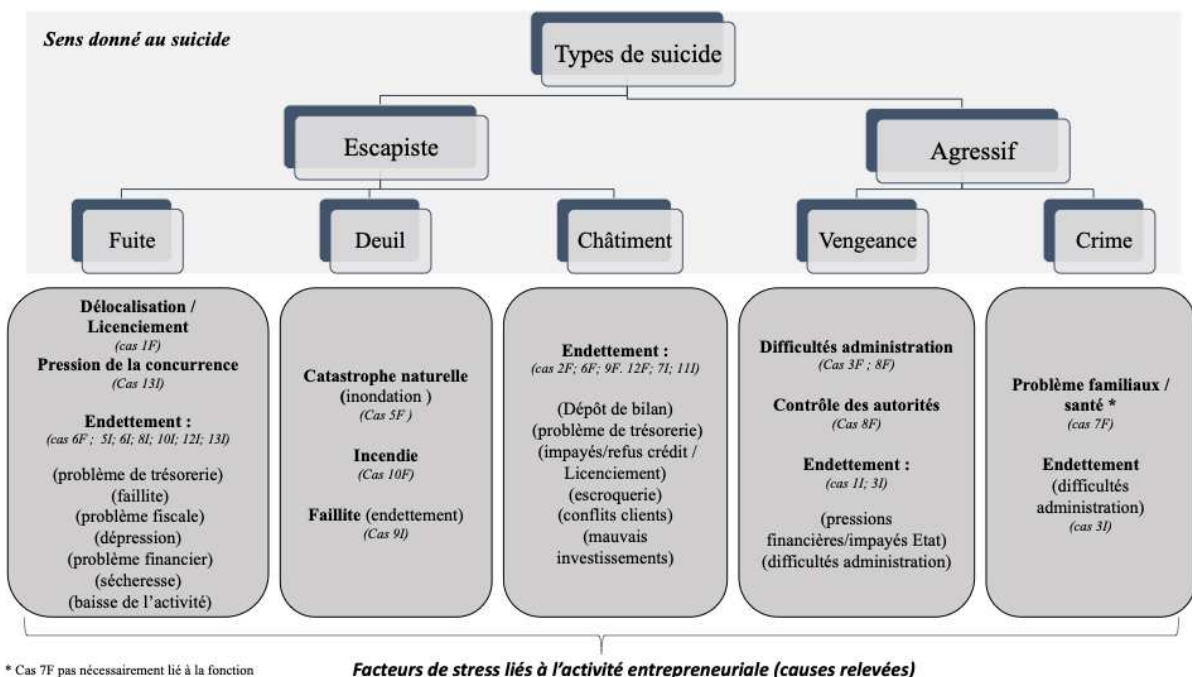 Sens donné au suicide
Types de suicide
Escapiste
Agressif
Fuite
Deuil
Châtiment
Vengeance
Crime
Délocalisation /
Licenciement
(cas 1F)
Pression de la concurrence
(Cas 13I)
Endettement :
(cas 6F ; 5I; 6I; 8I; 10I; 12I; 13I)
(problème de trésorerie)
(faillite)
(problème fiscale)
(dépression)
(problème financier)
(sécheresse)
(baisse de l'activité)
Catastrophe naturelle
(inondation )
(Cas 5F )
Incendie
(Cas 10F)
Faillite (endettement)
(Cas 9I)
Endettement :
(cas 2F; 6F; 9F. 12F; 7I; 11I)
(Dépôt de bilan)
(problème de trésorerie)
(impayés/refus crédit /
Licenciement)
(escroquerie)
(conflits clients)
(mauvais
investissements)
Difficultés administration
(Cas 3F ; 8F)
Contrôle des autorités
(Cas 8F)
Endettement :
(cas 1I; 3I)
(pressions
financières/impayés Etat)
(difficultés administration)
Problème familiaux /
santé *
(cas 7F)
Endettement
(difficultés
administration)
(cas 3I)
* Cas 7F pas nécessairement lié à la fonction
Facteurs de stress liés à l'activité entrepreuriale (causes relevées)